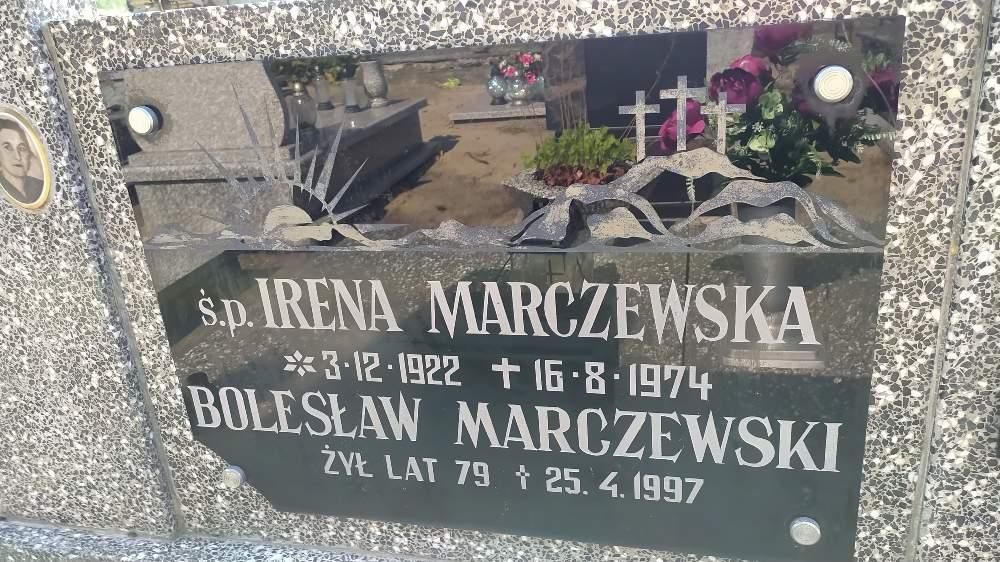 ś.p. IRENA MARCZEWSKA
* 3·12·1922 + 16·8·1974
BOLESŁAW MARCZEWSKI
ŻYŁ LAT 79 + 25.4.1997